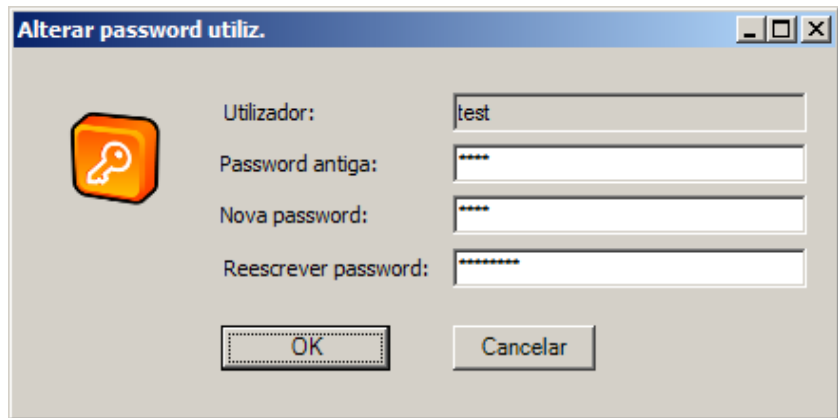 Alterar password utiliz.
Utilizador: test
Password antiga: ****
Nova password: ****
Reescrever password: ********
OK Cancelar